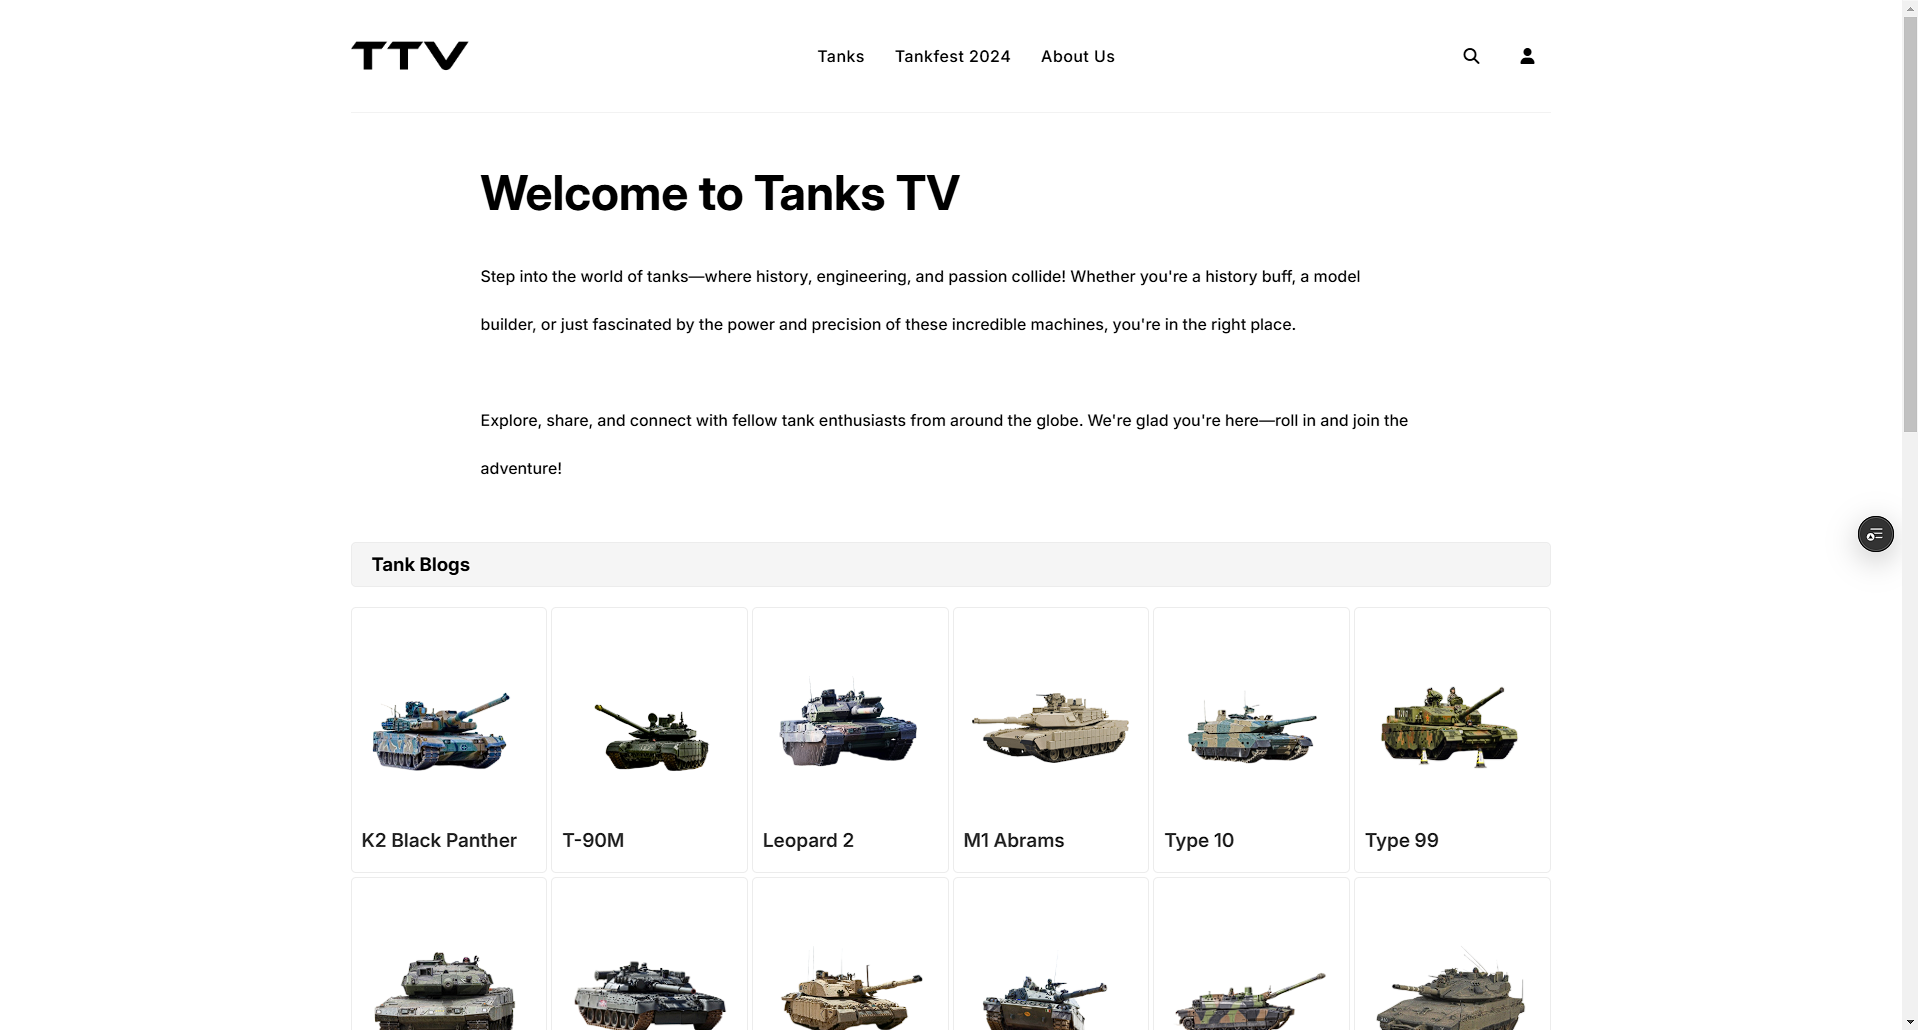 TTV
Tanks Tankfest 2024 About Us
Welcome to Tanks TV
Step into the world of tanks—where history, engineering, and passion collide! Whether you're a history buff, a model
builder, or just fascinated by the power and precision of these incredible machines, you're in the right place.
Explore, share, and connect with fellow tank enthusiasts from around the globe. We're glad you're here—roll in and join the
adventure!
Tank Blogs
K2 Black Panther
T-90M
Leopard 2
M1 Abrams
Type 10
Type 99